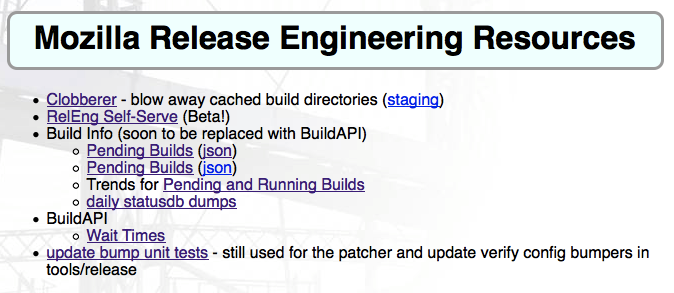 Mozilla Release Engineering Resources
Clobberer - blow away cached build directories (staging)
RelEng Self-Serve (Beta!)
Build Info (soon to be replaced with BuildAPI)
Pending Builds (json)
Pending Builds (json)
Trends for Pending and Running Builds
daily statusdb dumps
BuildAPI
Wait Times
update bump unit tests - still used for the patcher and update verify config bumpers in
tools/release